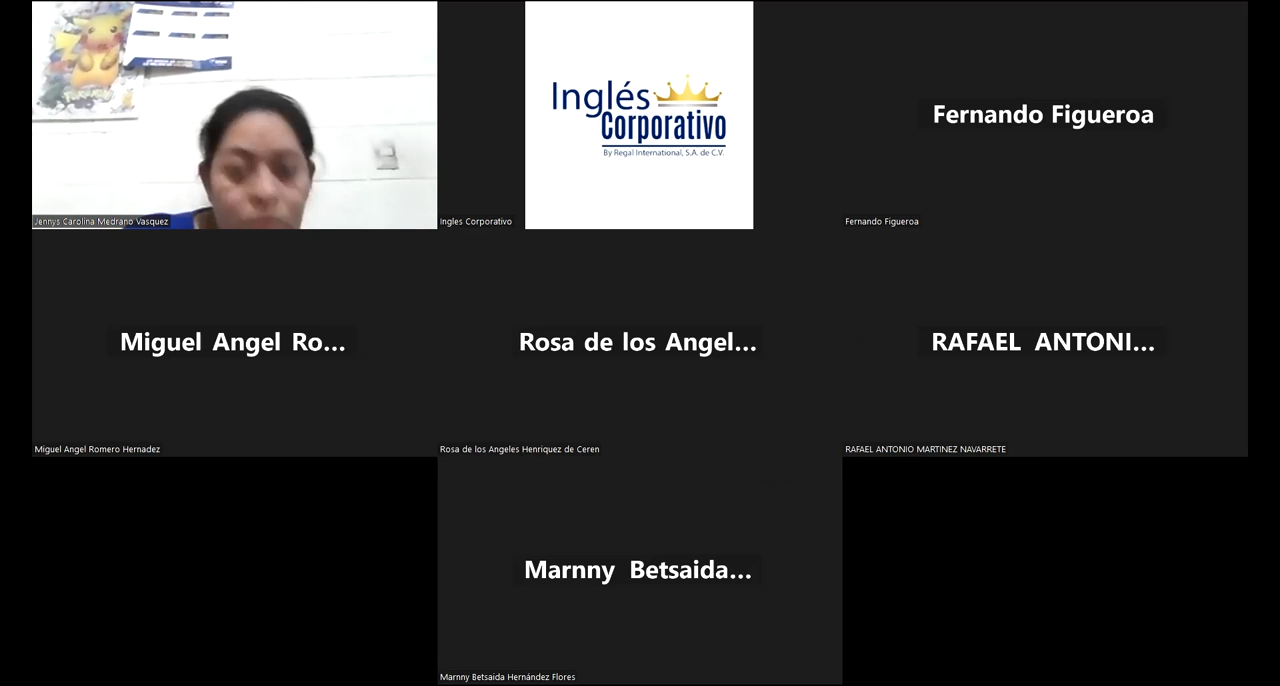 POKEMON
Jennys Carolina Medrano Vasquez
Inglés
Corporativo
By Regal International, S.A. de C.V.
Ingles Corporativo
Fernando Figueroa
Fernando Figueroa
Miguel Angel Ro...
Miguel Angel Romero Hernadez
Rosa de los Angel...
Rosa de los Angeles Henriquez de Ceren
RAFAEL ANTONI...
RAFAEL ANTONIO MARTINEZ NAVARRETE
Marnny Betsaida...
Marnny Betsaida Hernández Flores